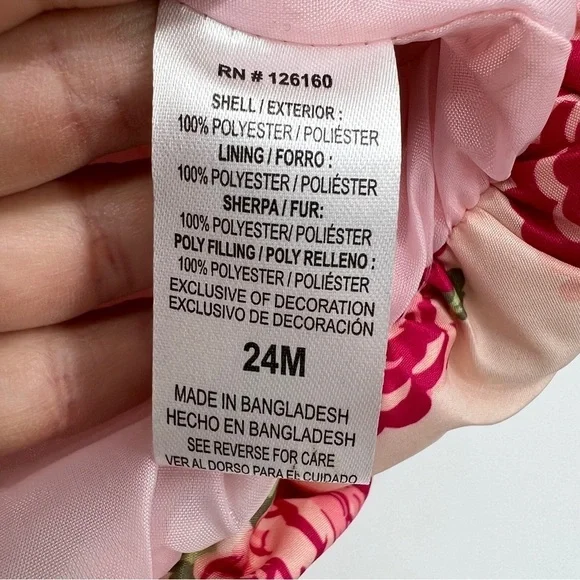 RN # 126160
SHELL / EXTERIOR :
100% POLYESTER / POLIÉSTER
LINING / FORRO :
100% POLYESTER / POLIÉSTER
SHERPA / FUR:
100% POLYESTER / POLIÉSTER
POLY FILLING / POLY RELLENO :
100% POLYESTER / POLIÉSTER
EXCLUSIVE OF DECORATION
EXCLUSIVO DE DECORACIÓN
24M
MADE IN BANGLADESH
HECHO EN BANGLADESH
SEE REVERSE FOR CARE
VER AL DORSO PARA EL CUIDADO